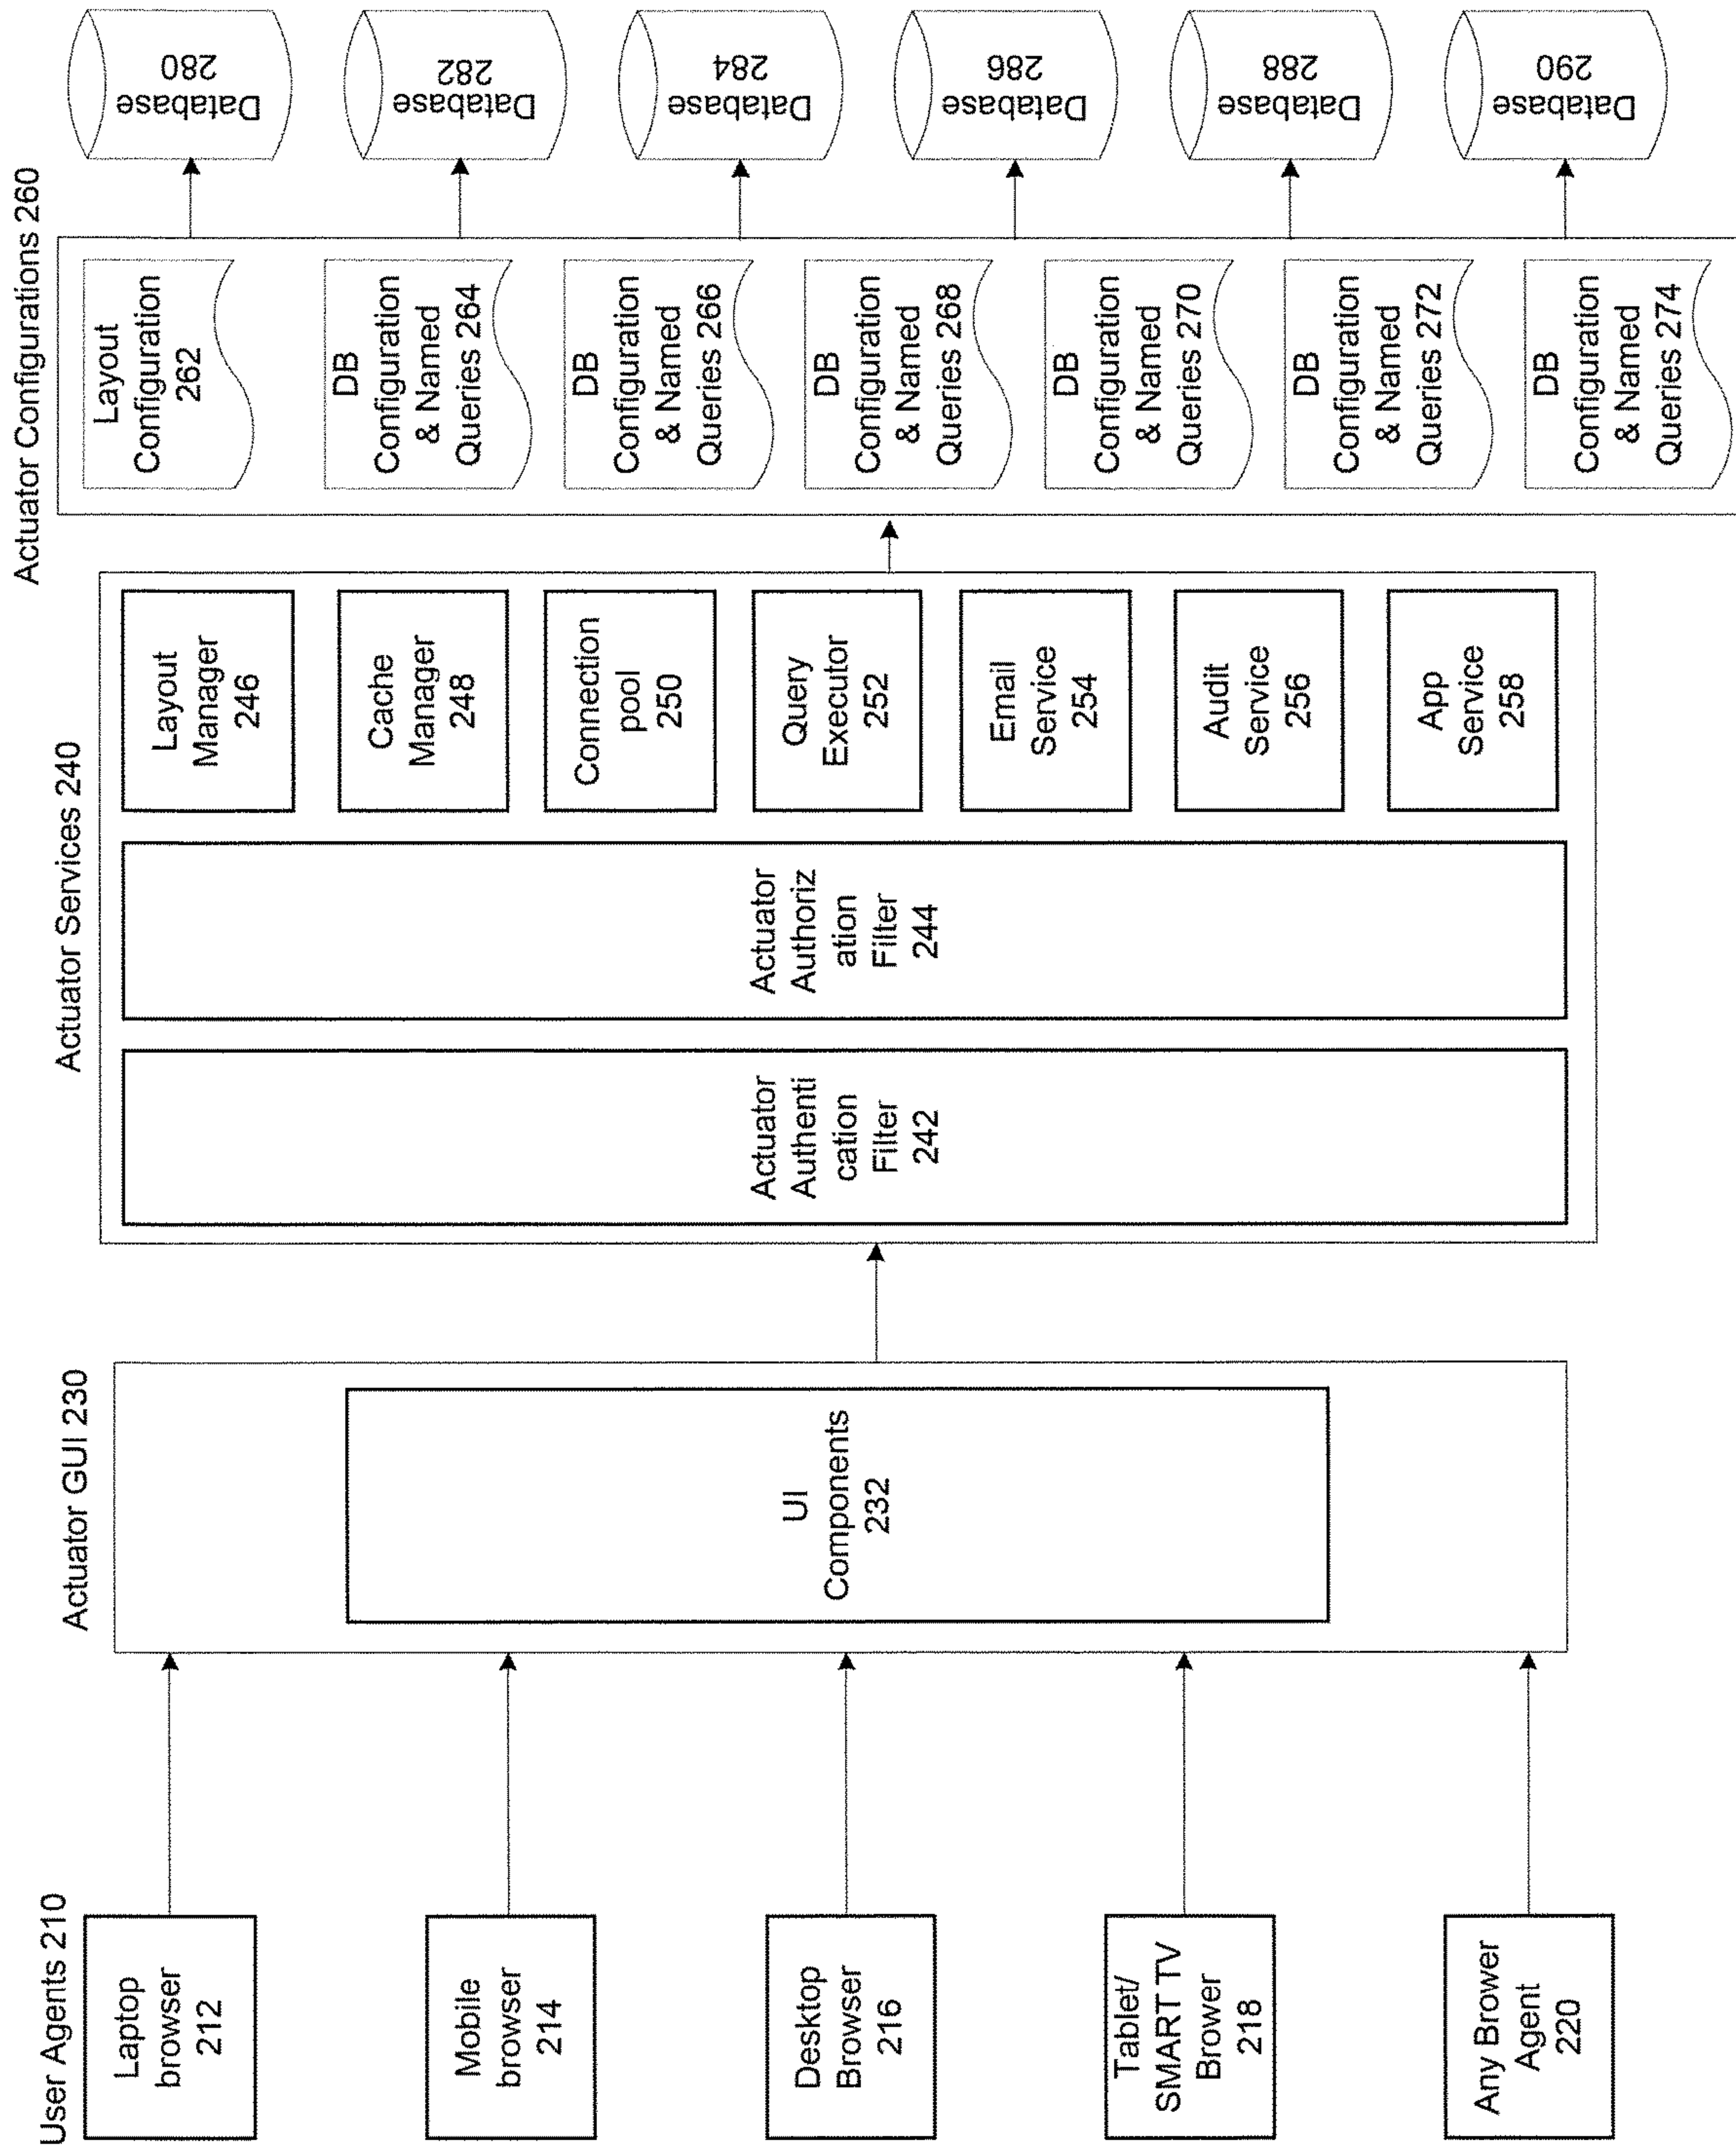 User Agents 210
Laptop
browser
212
Mobile
browser
214
Desktop
Browser
216
Tablet/
SMART TV
Brower
218
Any Brower
Agent
220
Actuator GUI 230
UI
Components
232
Actuator Services 240
Actuator
Authenti
cation
Filter
242
Actuator
Authoriz
ation
Filter
244
Layout
Manager
246
Cache
Manager
248
Connection
pool
250
Query
Executor
252
Email
Service
254
Audit
Service
256
App
Service
258
Actuator Configurations 260
Layout
Configuration
262
DB
Configuration
& Named
Queries 264
DB
Configuration
& Named
Queries 266
DB
Configuration
& Named
Queries 268
DB
Configuration
& Named
Queries 270
DB
Configuration
& Named
Queries 272
DB
Configuration
& Named
Queries 274
Database
280
Database
282
Database
284
Database
286
Database
288
Database
290